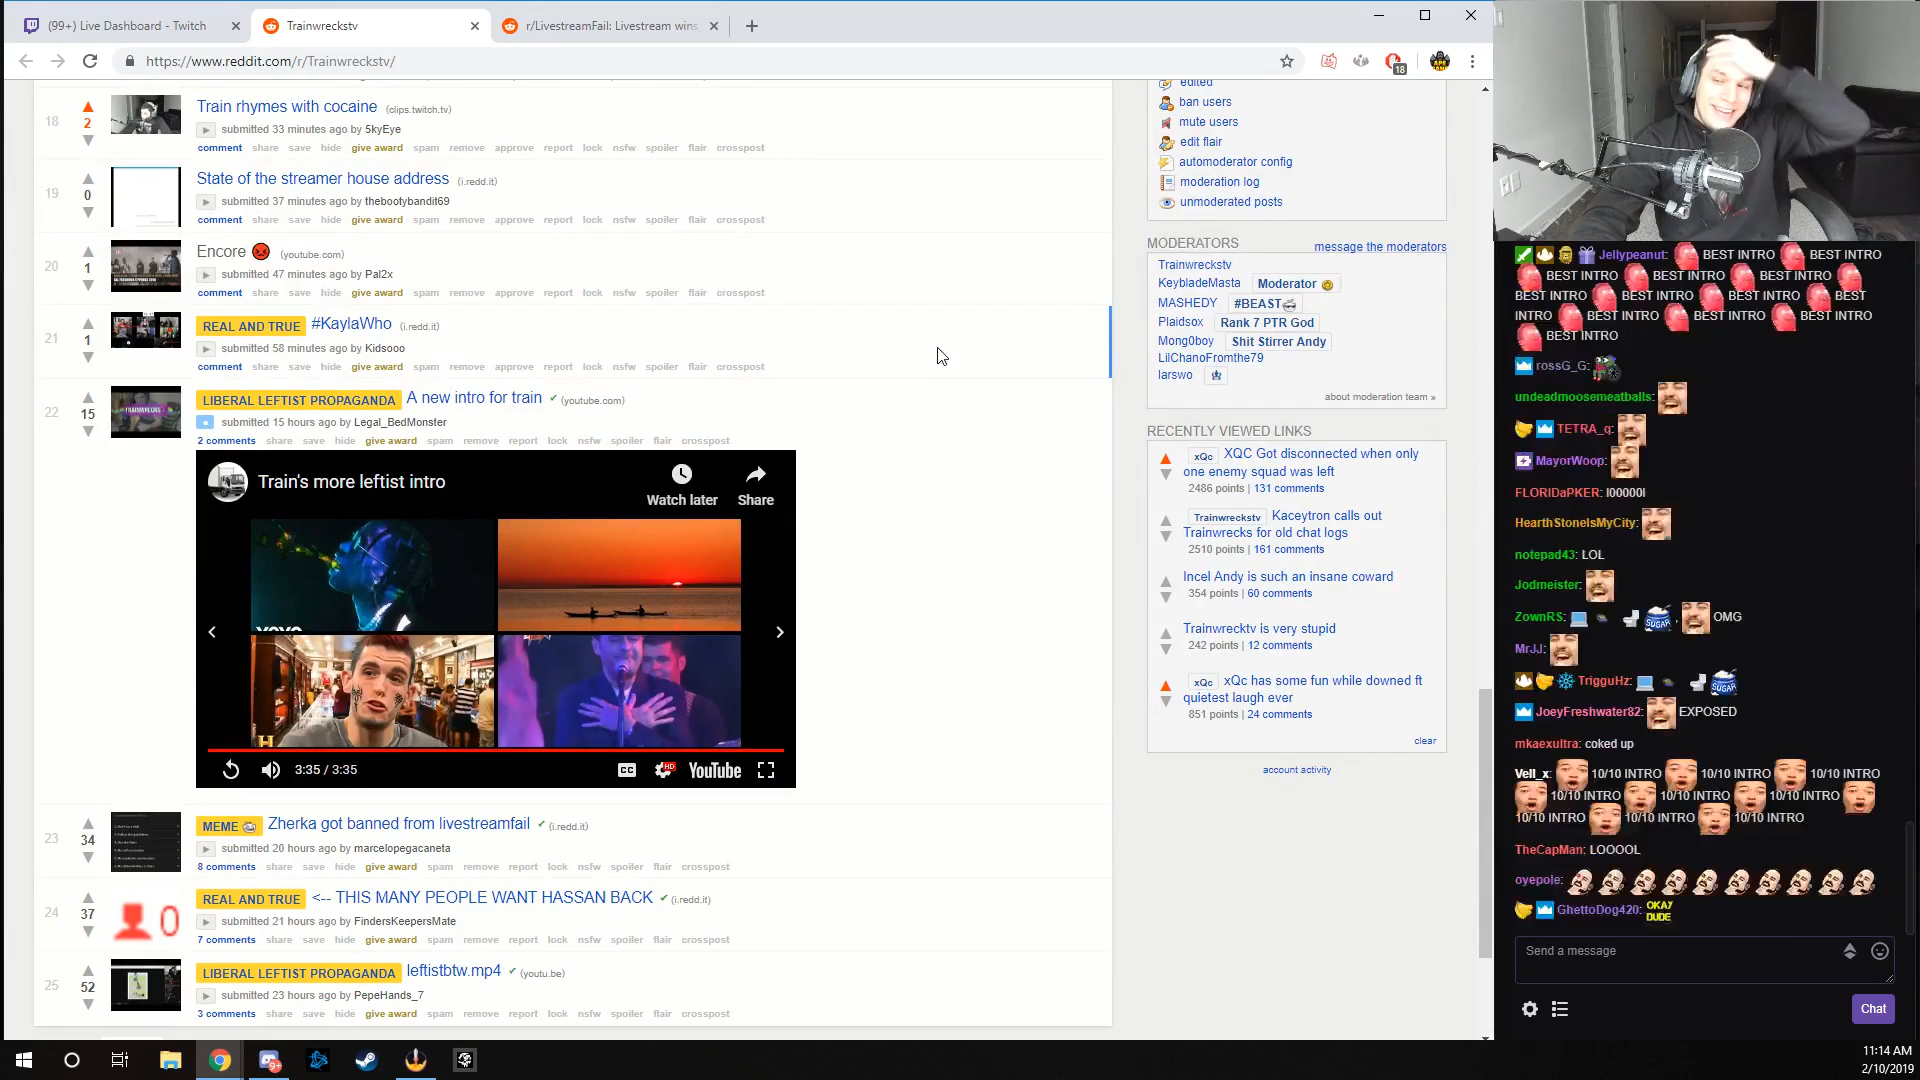 (99+) Live Dashboard - Twitch
Trainwreckstv
r/LivestreamFail: Livestream wins
https://www.reddit.com/r/Trainwreckstv/
18
18
2
Train rhymes with cocaine (clips.twitch.tv)
submitted 33 minutes ago by 5kyEye
comment share save hide give award spam remove approve report lock nsfw spoiler flair crosspost
19
0
State of the streamer house address (i.redd.it)
submitted 37 minutes ago by thebootybandit69
comment share save hide give award spam remove approve report lock nsfw spoiler flair crosspost
20
1
Encore (youtube.com)
submitted 47 minutes ago by Pal2x
comment share save hide give award spam remove approve report lock nsfw spoiler flair crosspost
21
1
REAL AND TRUE #KaylaWho (i.redd.it)
submitted 58 minutes ago by Kidsooo
comment share save hide give award spam remove approve report lock nsfw spoiler flair crosspost
22
15
LIBERAL LEFTIST PROPAGANDA A new intro for train (youtube.com)
submitted 15 hours ago by Legal_BedMonster
2 comments share save hide give award spam remove report lock nsfw spoiler flair crosspost
Train's more leftist intro
Watch later
Share
3:35 / 3:35
CC
HD
YouTube
23
34
MEME Zherka got banned from livestreamfail (i.redd.it)
submitted 20 hours ago by marcelopegacaneta
8 comments share save hide give award spam remove report lock nsfw spoiler flair crosspost
24
37
0
REAL AND TRUE <-- THIS MANY PEOPLE WANT HASSAN BACK (i.redd.it)
submitted 21 hours ago by FindersKeepersMate
7 comments share save hide give award spam remove report lock nsfw spoiler flair crosspost
25
52
LIBERAL LEFTIST PROPAGANDA leftistbtw.mp4 (youtu.be)
submitted 23 hours ago by PepeHands_7
3 comments share save hide give award spam remove report lock nsfw spoiler flair crosspost
edited
ban users
mute users
edit flair
automoderator config
moderation log
unmoderated posts
MODERATORS
message the moderators
Trainwreckstv
KeybladeMasta Moderator
MASHEDY #BEAST
Plaidsox Rank 7 PTR God
Mong0boy Shit Stirrer Andy
LilChanoFromthe79
larswo
about moderation team »
RECENTLY VIEWED LINKS
xQc XQC Got disconnected when only
one enemy squad was left
2486 points | 131 comments
Trainwreckstv Kaceytron calls out
Trainwrecks for old chat logs
2510 points | 161 comments
Incel Andy is such an insane coward
354 points | 60 comments
Trainwrecktv is very stupid
242 points | 12 comments
xQc xQc has some fun while downed ft
quietest laugh ever
851 points | 24 comments
clear
account activity
Jellypeanut: BEST INTRO BEST INTRO
BEST INTRO BEST INTRO BEST INTRO
BEST INTRO BEST INTRO BEST INTRO BEST
INTRO BEST INTRO BEST INTRO BEST INTRO
BEST INTRO
rossG_G:
undeadmoosemeatballs:
TETRA_q:
MayorWoop:
FLORIDaPKER: l00000l
HearthStoneIsMyCity:
notepad43: LOL
Jodmeister:
ZownRS: SUGAR OMG
MrJJ:
TrigguHz: SUGAR
JoeyFreshwater82: EXPOSED
mkaexultra: coked up
Vell_x: 10/10 INTRO 10/10 INTRO 10/10 INTRO
10/10 INTRO 10/10 INTRO 10/10 INTRO
10/10 INTRO 10/10 INTRO 10/10 INTRO
TheCapMan: LOOOOL
oyepole:
GhettoDog420: OKAY DUDE
Send a message
Chat
9+
11:14 AM
2/10/2019